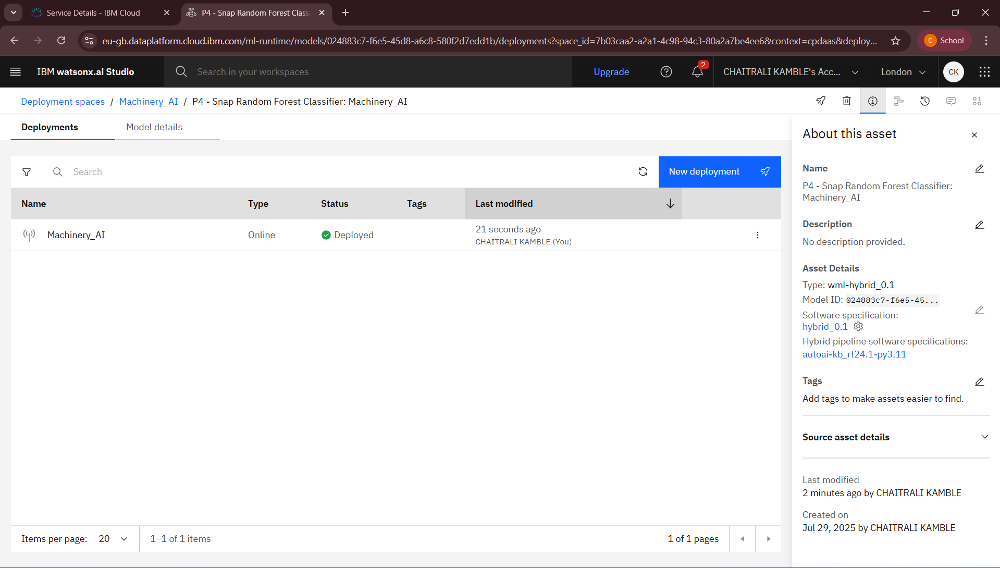 Service Details - IBM Cloud
P4 - Snap Random Forest Classi
eu-gb.dataplatform.cloud.ibm.com/ml-runtime/models/024883c7-f6e5-45d8-a6c8-580f2d7edd1b/deployments?space_id=7b03caa2-a2a1-4c98-94c3-80a2a7be4ee6&context=cpdaas&deploy...
C School
IBM watsonx.ai Studio
Search in your workspaces
Upgrade
2
CHAITRALI KAMBLE's Acc...
London
CK
Deployment spaces / Machinery_AI / P4 - Snap Random Forest Classifier: Machinery_AI
Deployments
Model details
Search
New deployment
Name Type Status Tags Last modified
Machinery_AI Online Deployed 21 seconds ago
CHAITRALI KAMBLE (You)
Items per page: 20
1–1 of 1 items
1 of 1 pages
About this asset
Name
P4 - Snap Random Forest Classifier:
Machinery_AI
Description
No description provided.
Asset Details
Type: wml-hybrid_0.1
Model ID: 024883c7-f6e5-45...
Software specification:
hybrid_0.1
Hybrid pipeline software specifications:
autoai-kb_rt24.1-py3.11
Tags
Add tags to make assets easier to find.
Source asset details
Last modified
2 minutes ago by CHAITRALI KAMBLE
Created on
Jul 29, 2025 by CHAITRALI KAMBLE